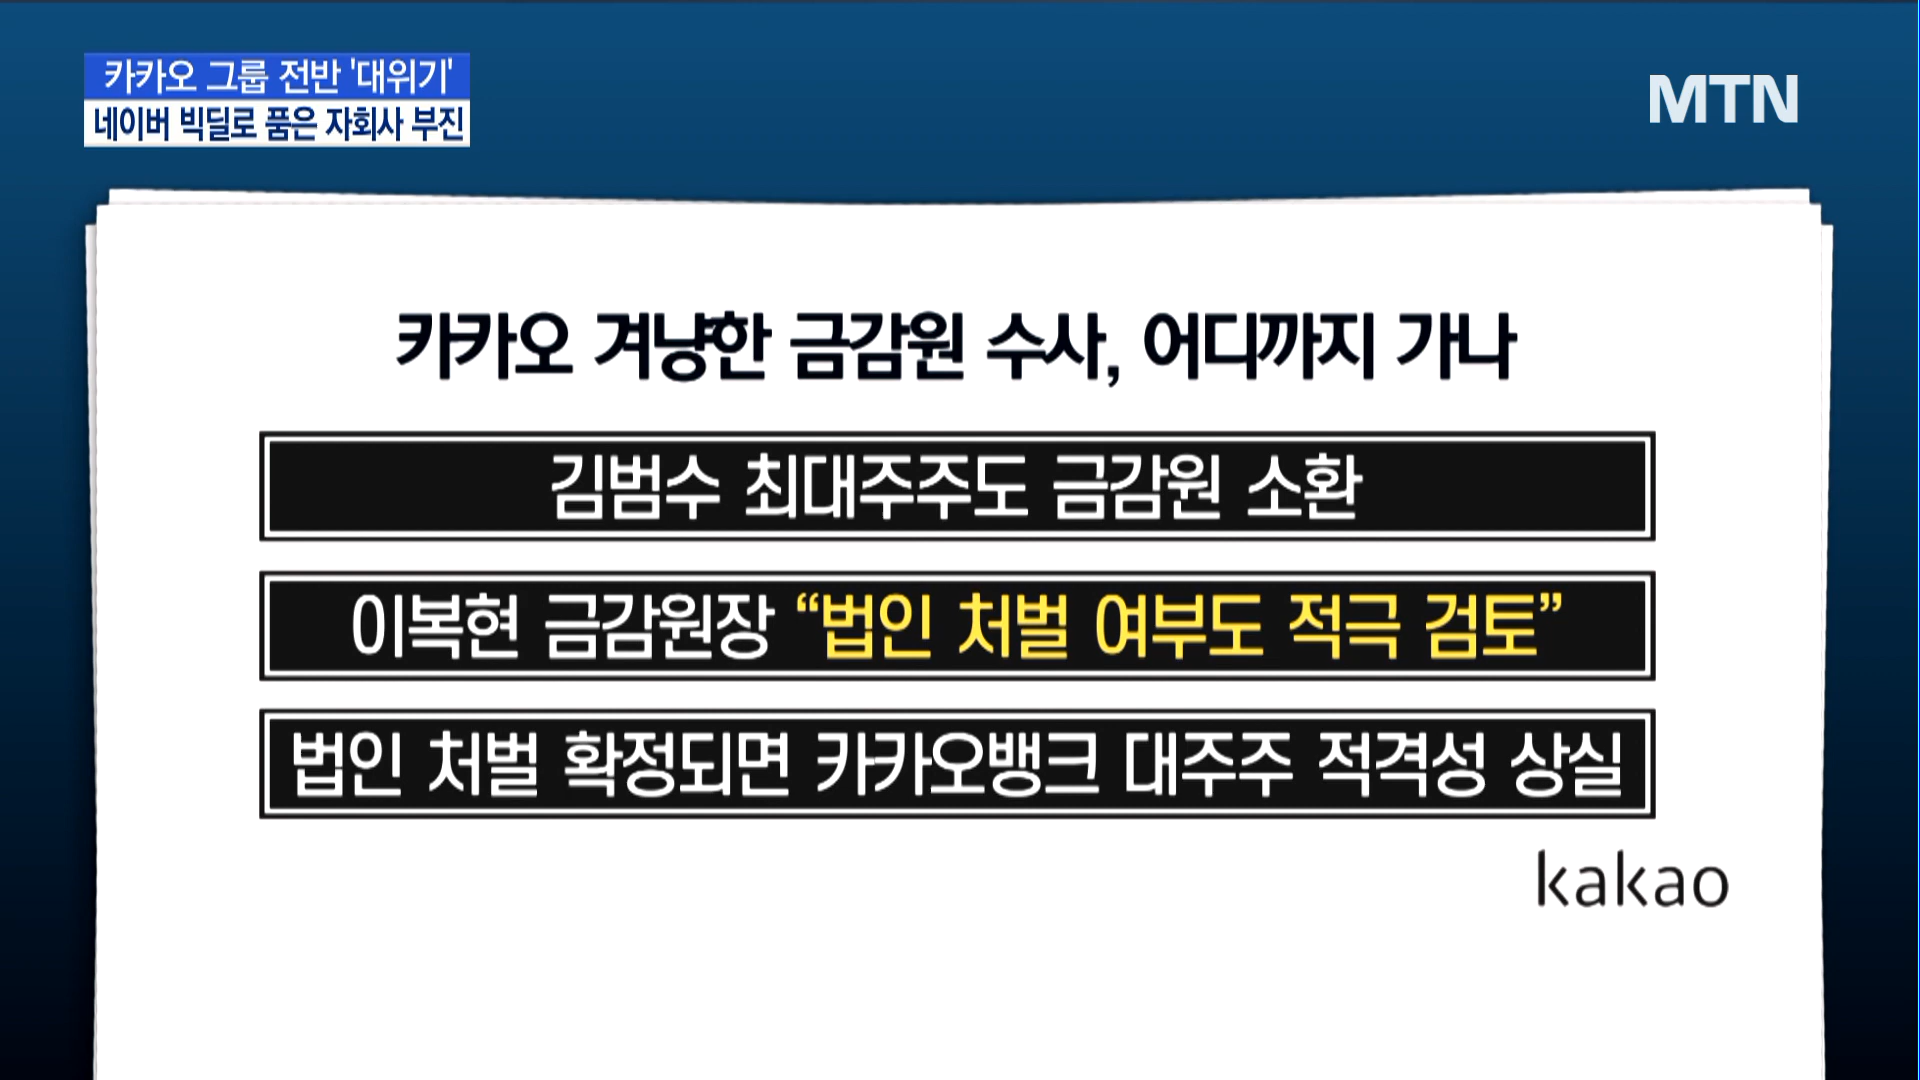 카카오 그룹 전반 '대위기'
네이버 빅딜로 품은 자회사 부진
MTN
카카오 겨냥한 금감원 수사, 어디까지 가나
김범수 최대주주도 금감원 소환
이복현 금감원장 “법인 처벌 여부도 적극 검토”
법인 처벌 확정되면 카카오뱅크 대주주 적격성 상실
kakao